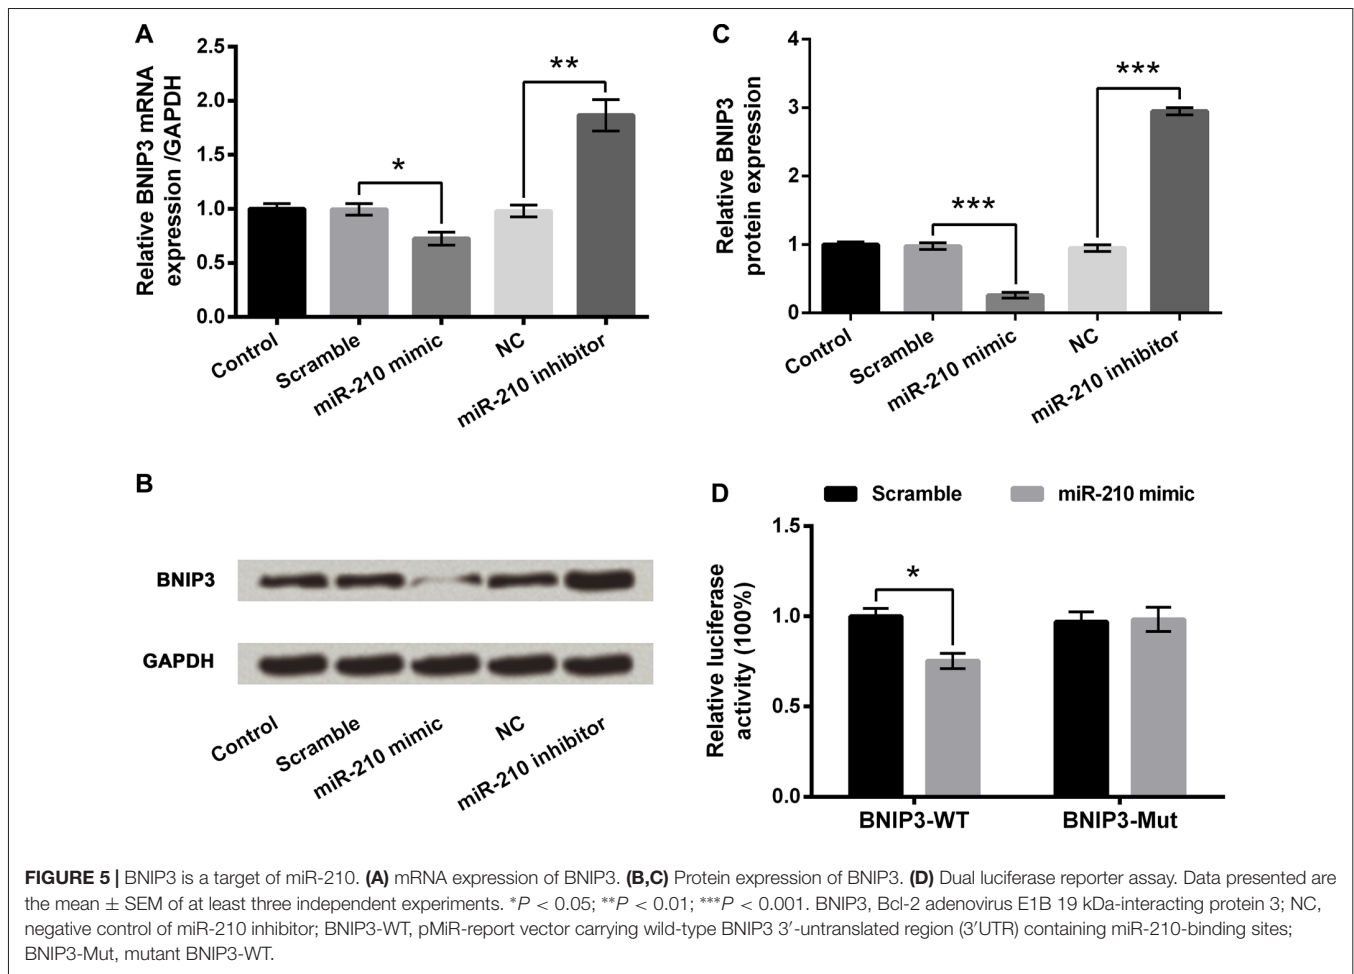 A
Relative BNIP3 mRNA
expression /GAPDH
2.5
2.0
1.5
1.0
0.5
0.0
*
**
Control
Scramble
miR-210 mimic
NC
miR-210 inhibitor
C
Relative BNIP3
protein expression
4
3
2
1
0
***
***
Control
Scramble
miR-210 mimic
NC
miR-210 inhibitor
B
BNIP3
GAPDH
Control
Scramble
miR-210 mimic
NC
miR-210 inhibitor
D
Scramble
miR-210 mimic
Relative luciferase
activity (100%)
1.5
1.0
0.5
0.0
*
BNIP3-WT
BNIP3-Mut
FIGURE 5 | BNIP3 is a target of miR-210. (A) mRNA expression of BNIP3. (B,C) Protein expression of BNIP3. (D) Dual luciferase reporter assay. Data presented are
the mean ± SEM of at least three independent experiments. *P < 0.05; **P < 0.01; ***P < 0.001. BNIP3, Bcl-2 adenovirus E1B 19 kDa-interacting protein 3; NC,
negative control of miR-210 inhibitor; BNIP3-WT, pMiR-report vector carrying wild-type BNIP3 3′-untranslated region (3′UTR) containing miR-210-binding sites;
BNIP3-Mut, mutant BNIP3-WT.